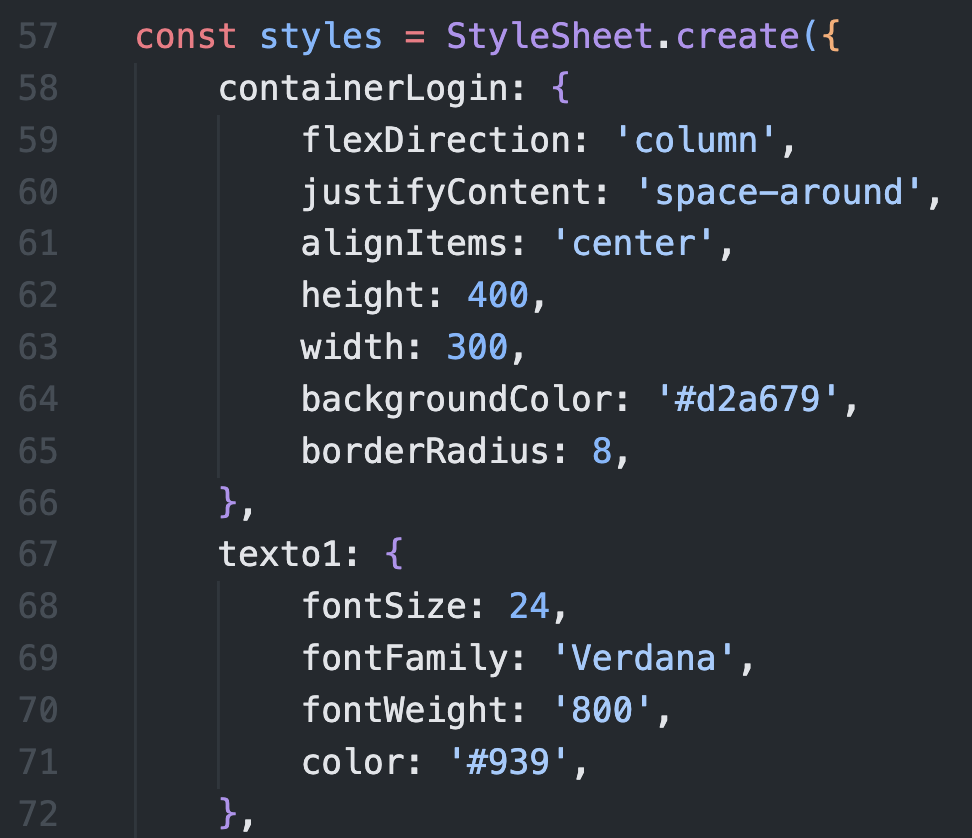 57 const styles = StyleSheet.create({
58 containerLogin: {
59 flexDirection: 'column',
60 justifyContent: 'space-around',
61 alignItems: 'center',
62 height: 400,
63 width: 300,
64 backgroundColor: '#d2a679',
65 borderRadius: 8,
66 },
67 texto1: {
68 fontSize: 24,
69 fontFamily: 'Verdana',
70 fontWeight: '800',
71 color: '#939',
72 },